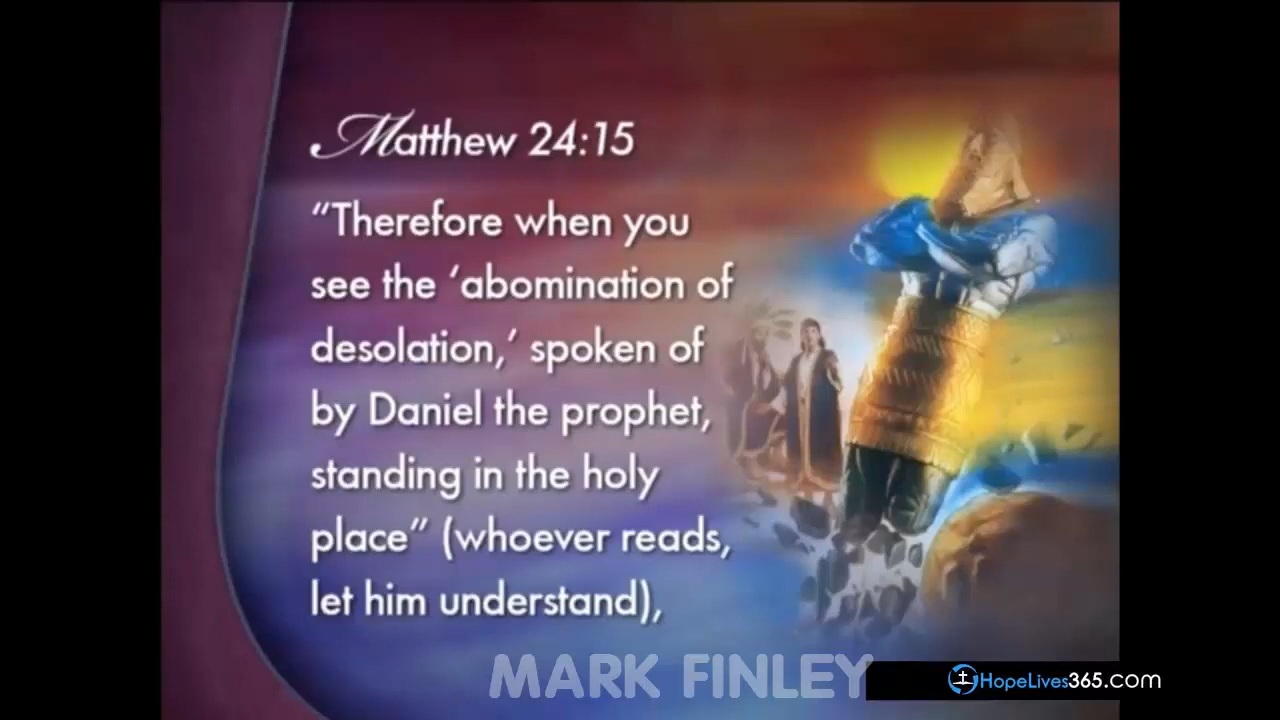 Matthew 24:15
“Therefore when you
see the ‘abomination of
desolation,’ spoken of
by Daniel the prophet,
standing in the holy
place” (whoever reads,
let him understand),
MARK FINLEY
HopeLives365.com